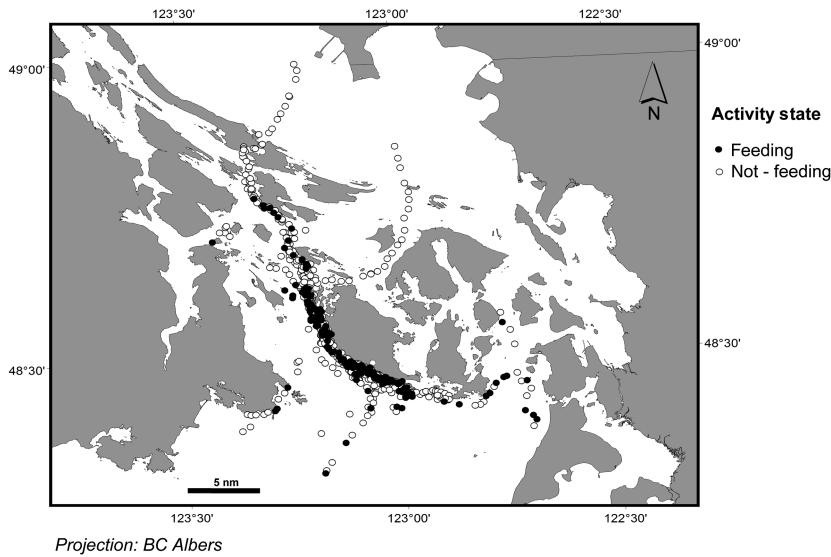 123°30' 123°00' 122°30'
49°00'
49°00'
N
Activity state
Feeding
Not - feeding
48°30'
48°30'
5 nm
123°30' 123°00' 122°30'
Projection: BC Albers